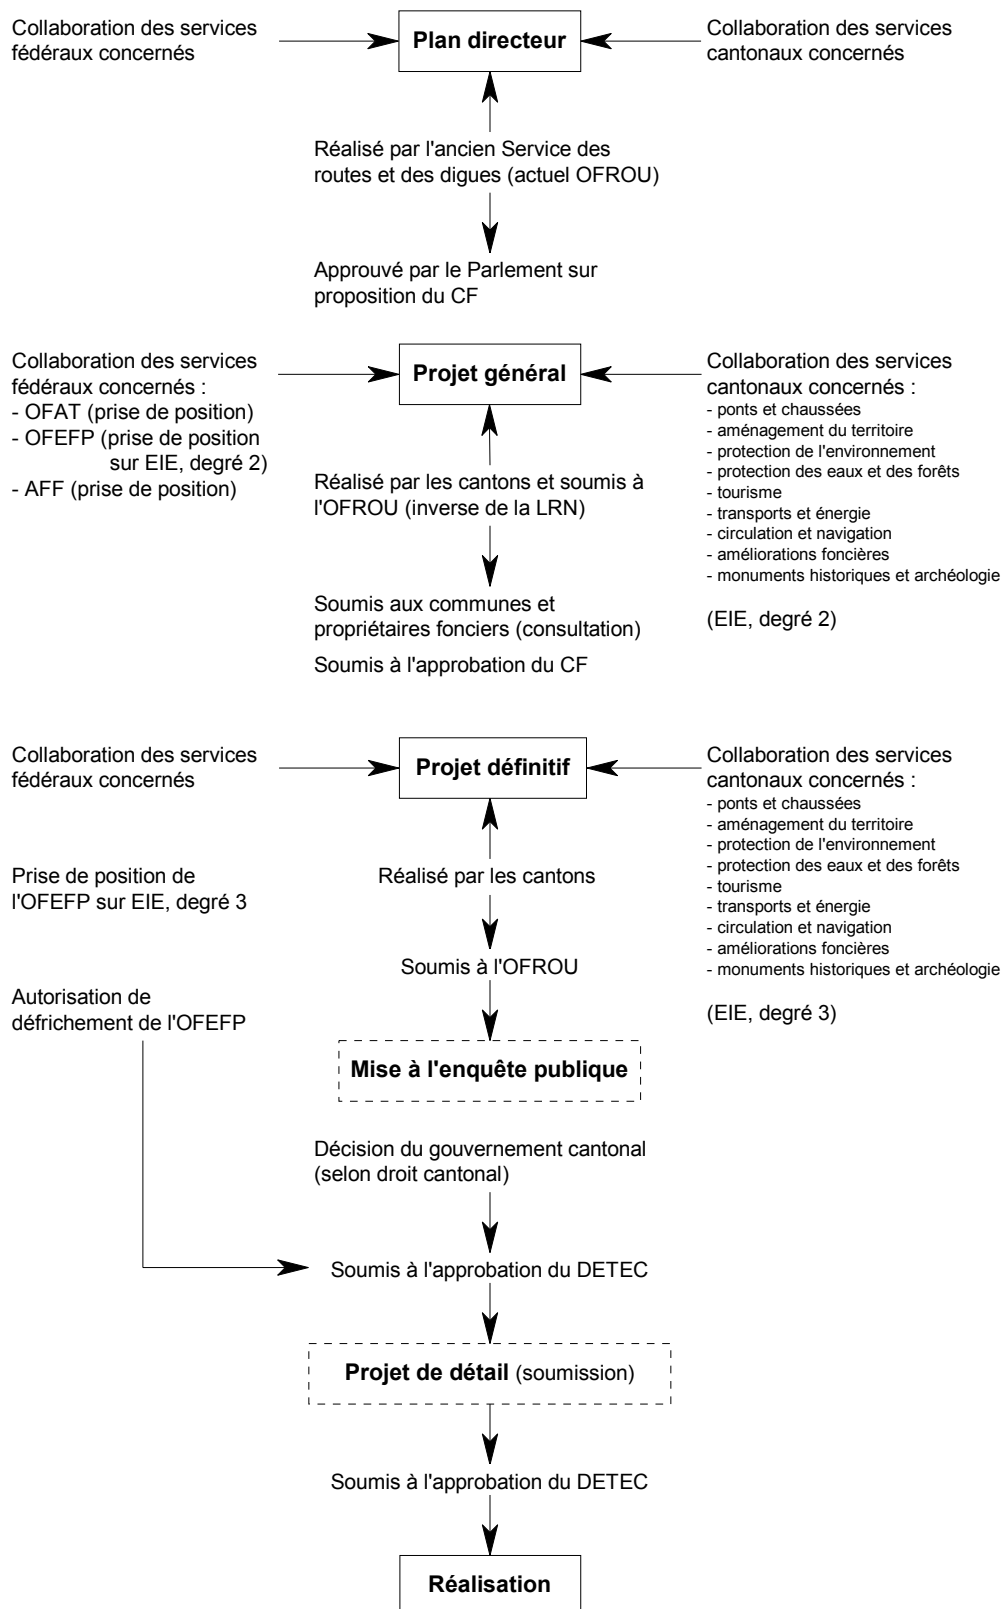 Collaboration des services
fédéraux concernés
Plan directeur
Collaboration des services
cantonaux concernés
Réalisé par l'ancien Service des
routes et des digues (actuel OFROU)
Approuvé par le Parlement sur
proposition du CF
Collaboration des services
fédéraux concernés :
- OFAT (prise de position)
- OFEFP (prise de position
sur EIE, degré 2)
- AFF (prise de position)
Projet général
Collaboration des services
cantonaux concernés :
- ponts et chaussées
- aménagement du territoire
- protection de l'environnement
- protection des eaux et des forêts
- tourisme
- transports et énergie
- circulation et navigation
- améliorations foncières
- monuments historiques et archéologie
(EIE, degré 2)
Réalisé par les cantons et soumis à
l'OFROU (inverse de la LRN)
Soumis aux communes et
propriétaires fonciers (consultation)
Soumis à l'approbation du CF
Collaboration des services
fédéraux concernés
Projet définitif
Collaboration des services
cantonaux concernés :
- ponts et chaussées
- aménagement du territoire
- protection de l'environnement
- protection des eaux et des forêts
- tourisme
- transports et énergie
- circulation et navigation
- améliorations foncières
- monuments historiques et archéologie
(EIE, degré 3)
Prise de position de
l'OFEFP sur EIE, degré 3
Réalisé par les cantons
Soumis à l'OFROU
Autorisation de
défrichement de l'OFEFP
Mise à l'enquête publique
Décision du gouvernement cantonal
(selon droit cantonal)
Soumis à l'approbation du DETEC
Projet de détail (soumission)
Soumis à l'approbation du DETEC
Réalisation